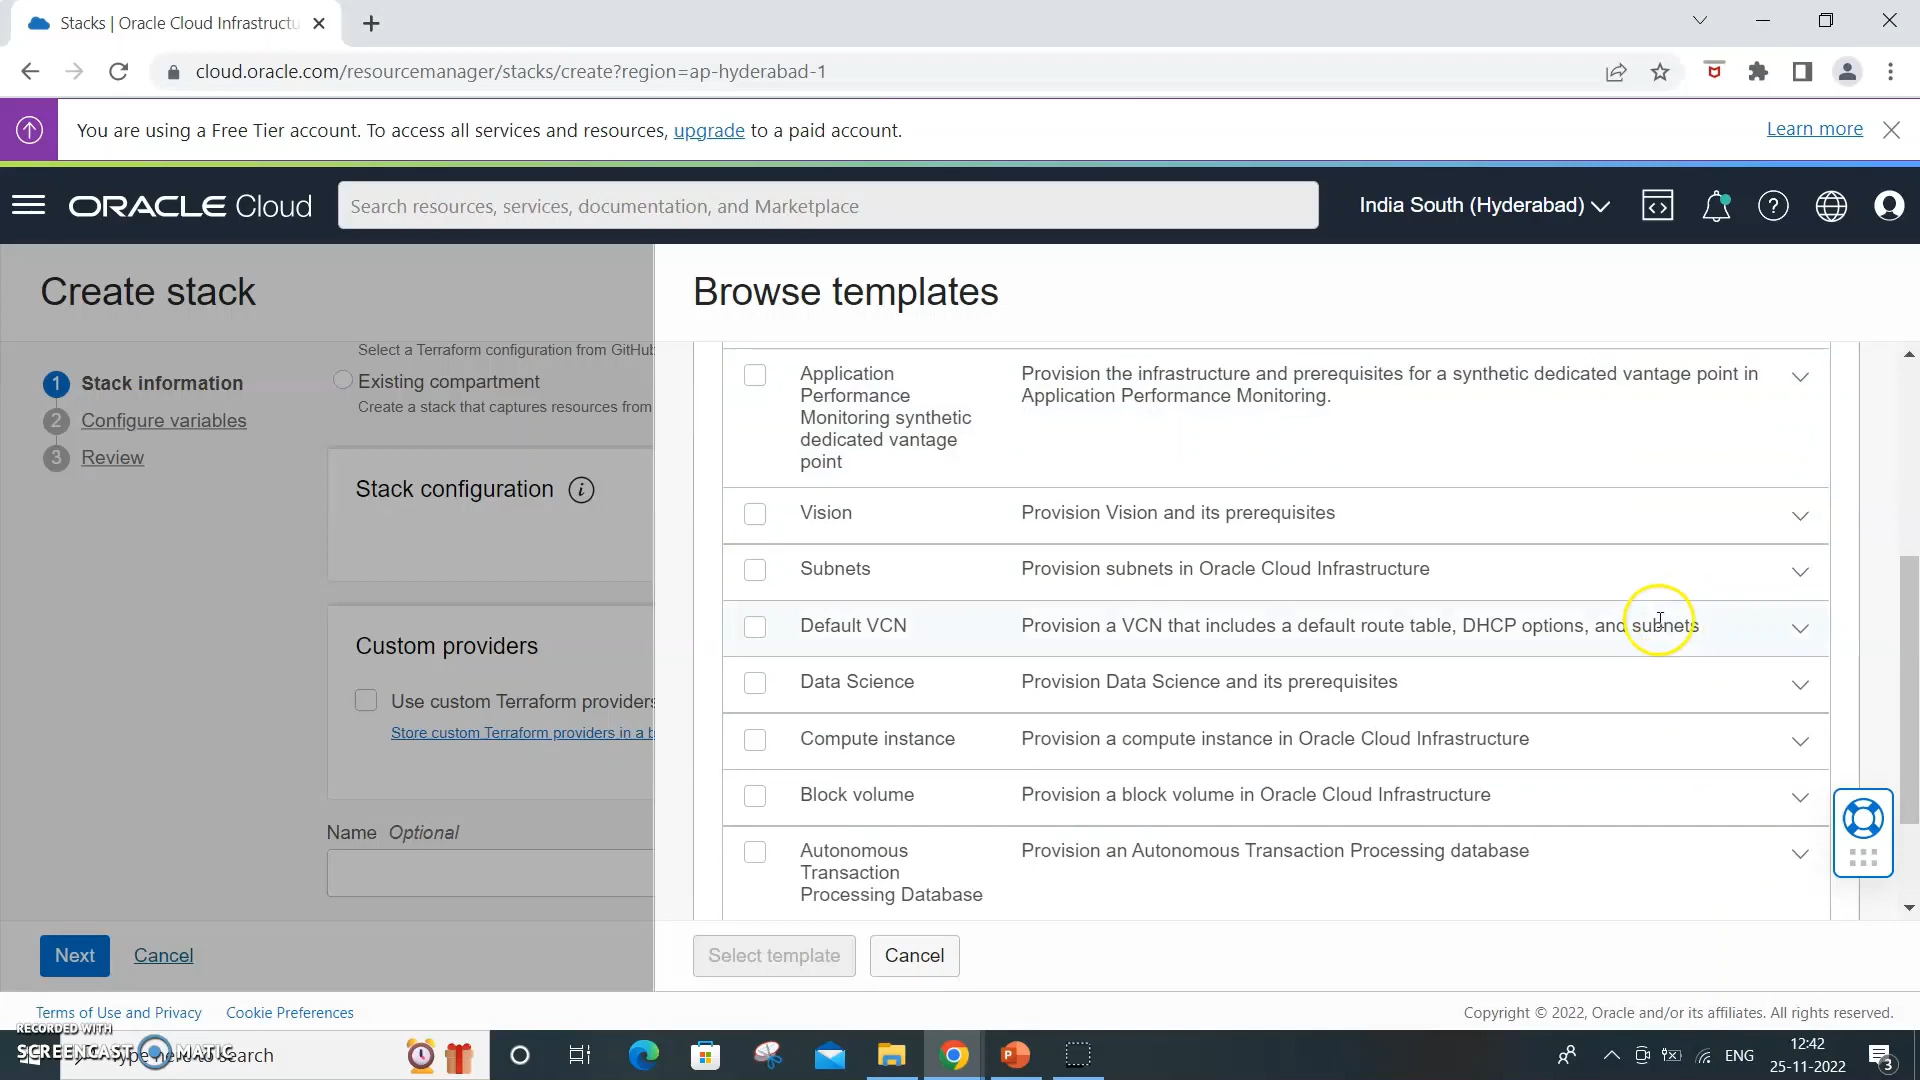 Stacks | Oracle Cloud Infrastructu
cloud.oracle.com/resourcemanager/stacks/create?region=ap-hyderabad-1
You are using a Free Tier account. To access all services and resources, upgrade to a paid account.
Learn more
ORACLE Cloud
Search resources, services, documentation, and Marketplace
India South (Hyderabad)
Create stack
Browse templates
1 Stack information
2 Configure variables
3 Review
Select a Terraform configuration from GitHub
Existing compartment
Create a stack that captures resources from
Stack configuration
Custom providers
Use custom Terraform providers
Store custom Terraform providers in a b
Name Optional
Next
Cancel
Application
Performance
Monitoring synthetic
dedicated vantage
point
Provision the infrastructure and prerequisites for a synthetic dedicated vantage point in
Application Performance Monitoring.
Vision
Provision Vision and its prerequisites
Subnets
Provision subnets in Oracle Cloud Infrastructure
Default VCN
Provision a VCN that includes a default route table, DHCP options, and subnets
Data Science
Provision Data Science and its prerequisites
Compute instance
Provision a compute instance in Oracle Cloud Infrastructure
Block volume
Provision a block volume in Oracle Cloud Infrastructure
Autonomous
Transaction
Processing Database
Provision an Autonomous Transaction Processing database
Select template
Cancel
Terms of Use and Privacy
Cookie Preferences
Copyright © 2022, Oracle and/or its affiliates. All rights reserved.
RECORDED WITH
SCREENCAST MATIC
Type here to search
ENG
12:42
25-11-2022
3